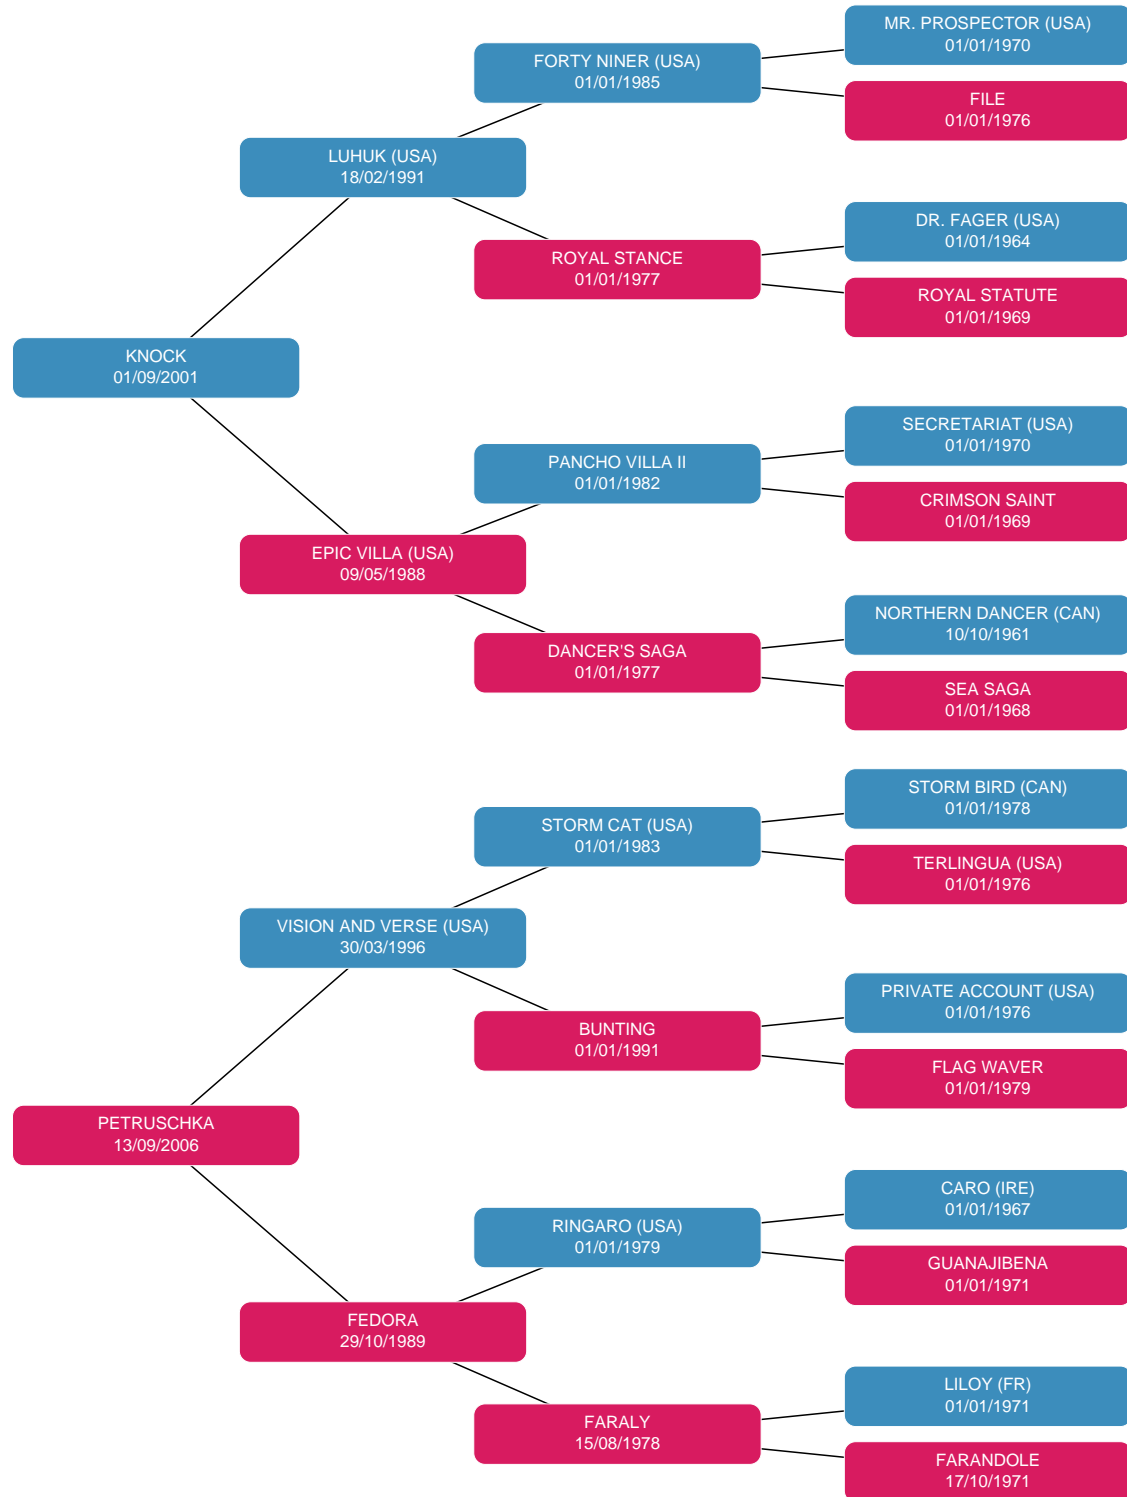 MR. PROSPECTOR (USA)
01/01/1970
FORTY NINER (USA)
01/01/1985
FILE
01/01/1976
LUHUK (USA)
18/02/1991
DR. FAGER (USA)
01/01/1964
ROYAL STANCE
01/01/1977
ROYAL STATUTE
01/01/1969
KNOCK
01/09/2001
SECRETARIAT (USA)
01/01/1970
PANCHO VILLA II
01/01/1982
CRIMSON SAINT
01/01/1969
EPIC VILLA (USA)
09/05/1988
NORTHERN DANCER (CAN)
10/10/1961
DANCER'S SAGA
01/01/1977
SEA SAGA
01/01/1968
STORM BIRD (CAN)
01/01/1978
STORM CAT (USA)
01/01/1983
TERLINGUA (USA)
01/01/1976
VISION AND VERSE (USA)
30/03/1996
PRIVATE ACCOUNT (USA)
01/01/1976
BUNTING
01/01/1991
FLAG WAVER
01/01/1979
PETRUSCHKA
13/09/2006
CARO (IRE)
01/01/1967
RINGARO (USA)
01/01/1979
GUANAJIBENA
01/01/1971
FEDORA
29/10/1989
LILOY (FR)
01/01/1971
FARALY
15/08/1978
FARANDOLE
17/10/1971